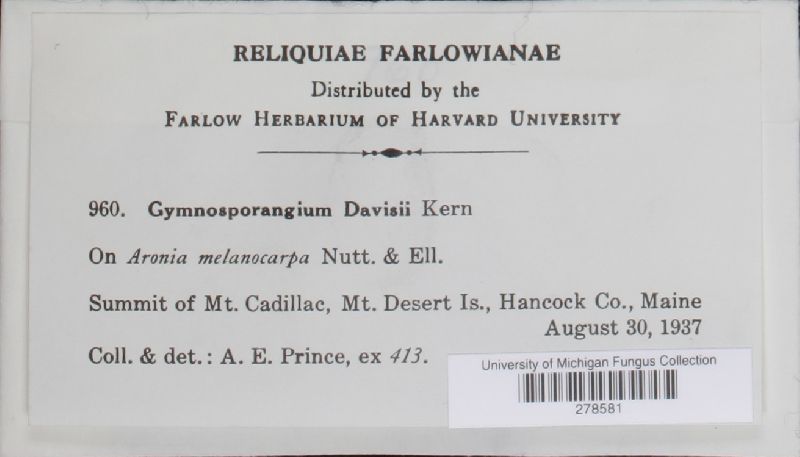 RELIQUIAE FARLOWIANAE
Distributed by the
FARLOW HERBARIUM OF HARVARD UNIVERSITY
960. Gymnosporangium Davisii Kern
On Aronia melanocarpa Nutt. & Ell.
Summit of Mt. Cadillac, Mt. Desert Is., Hancock Co., Maine
August 30, 1937
Coll. & det.: A. E. Prince, ex 413.
University of Michigan Fungus Collection
278581